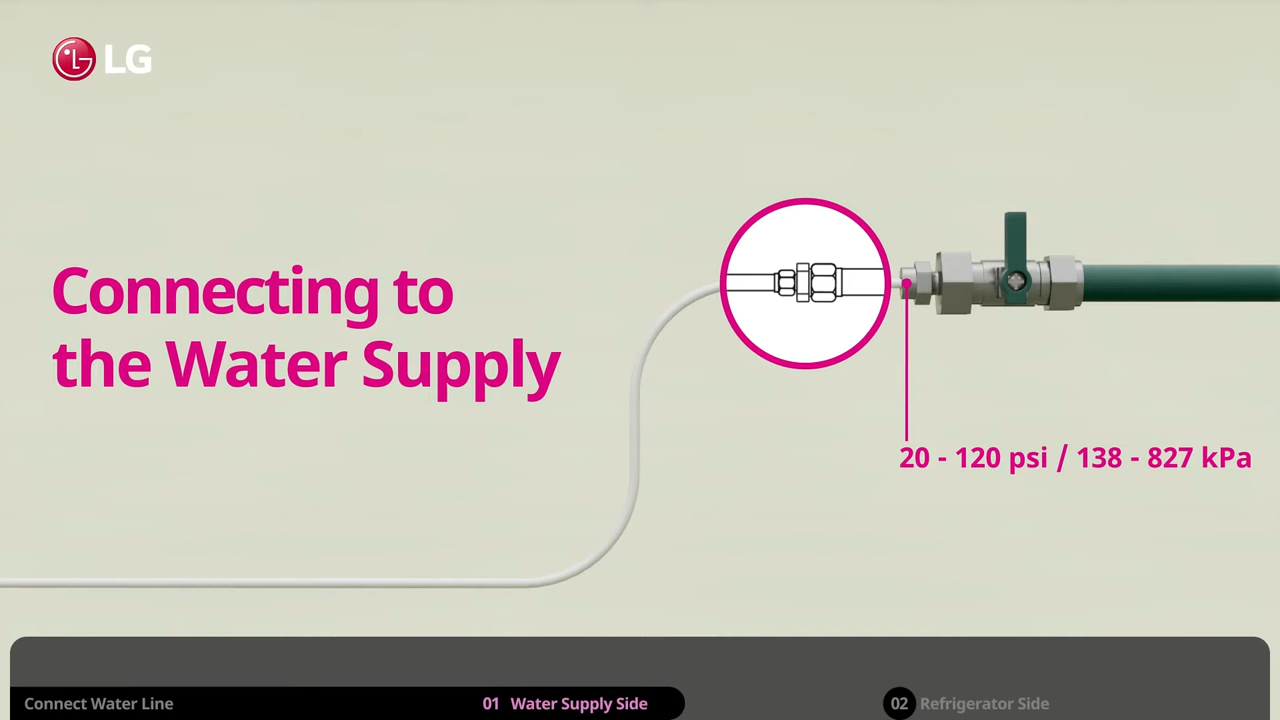 LG
Connecting to
the Water Supply
20 - 120 psi / 138 - 827 kPa
Connect Water Line
01 Water Supply Side
02 Refrigerator Side